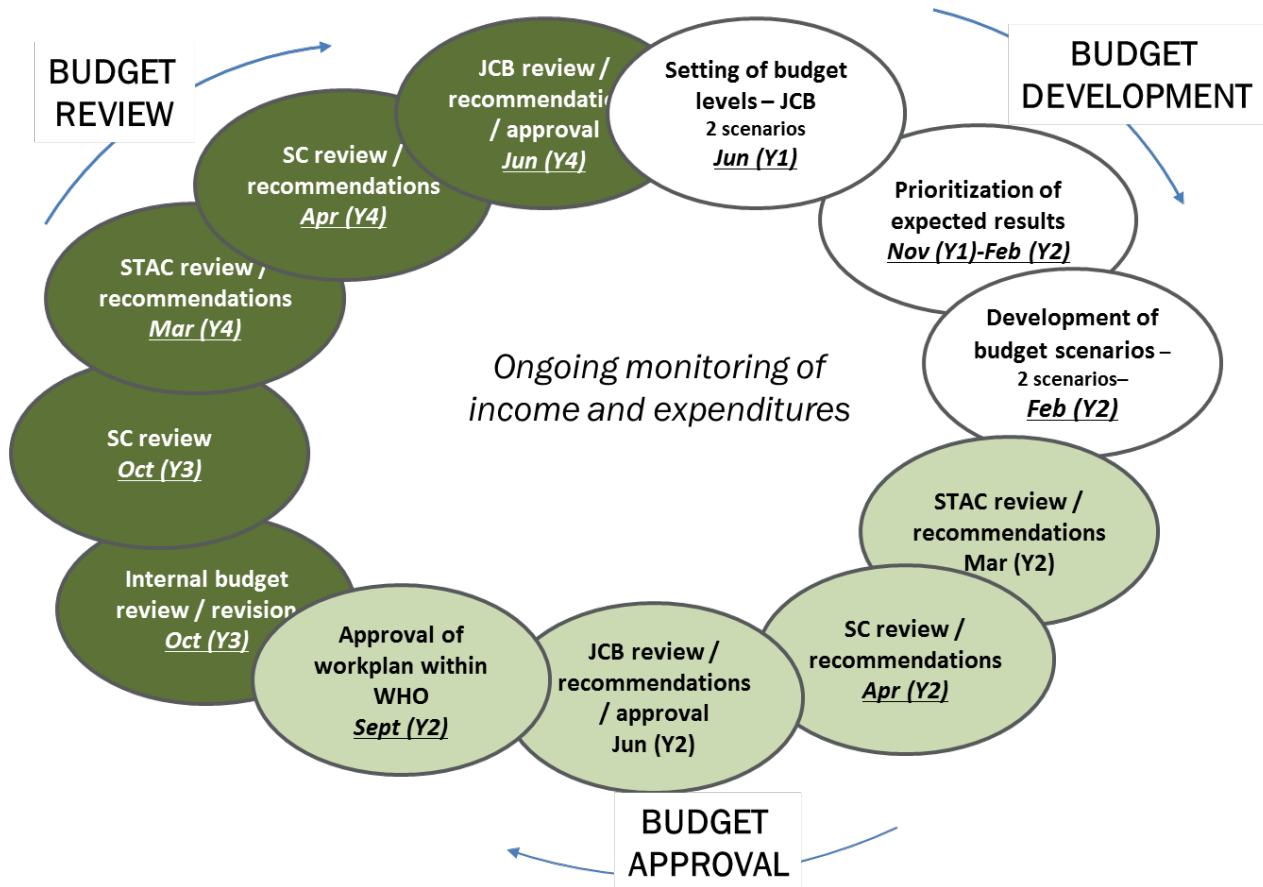 BUDGET
REVIEW
JCB review /
/ approval
Jun (Y4)
Setting of budget
levels – JCB
2 scenarios
Jun (Y1)
BUDGET
DEVELOPMENT
SC review /
recommendations
Apr (Y4)
Prioritization of
expected results
Nov (Y1)-Feb (Y2)
STAC review /
recommendations
Mar (Y4)
Development of
budget scenarios –
2 scenarios–
Feb (Y2)
Ongoing monitoring of
income and expenditures
SC review
Oct (Y3)
STAC review /
recommendations
Mar (Y2)
Internal budget
review / revision
Oct (Y3)
Approval of
workplan within
WHO
Sept (Y2)
JCB review /
recommendations
/ approval
Jun (Y2)
SC review /
recommendations
Apr (Y2)
BUDGET
APPROVAL